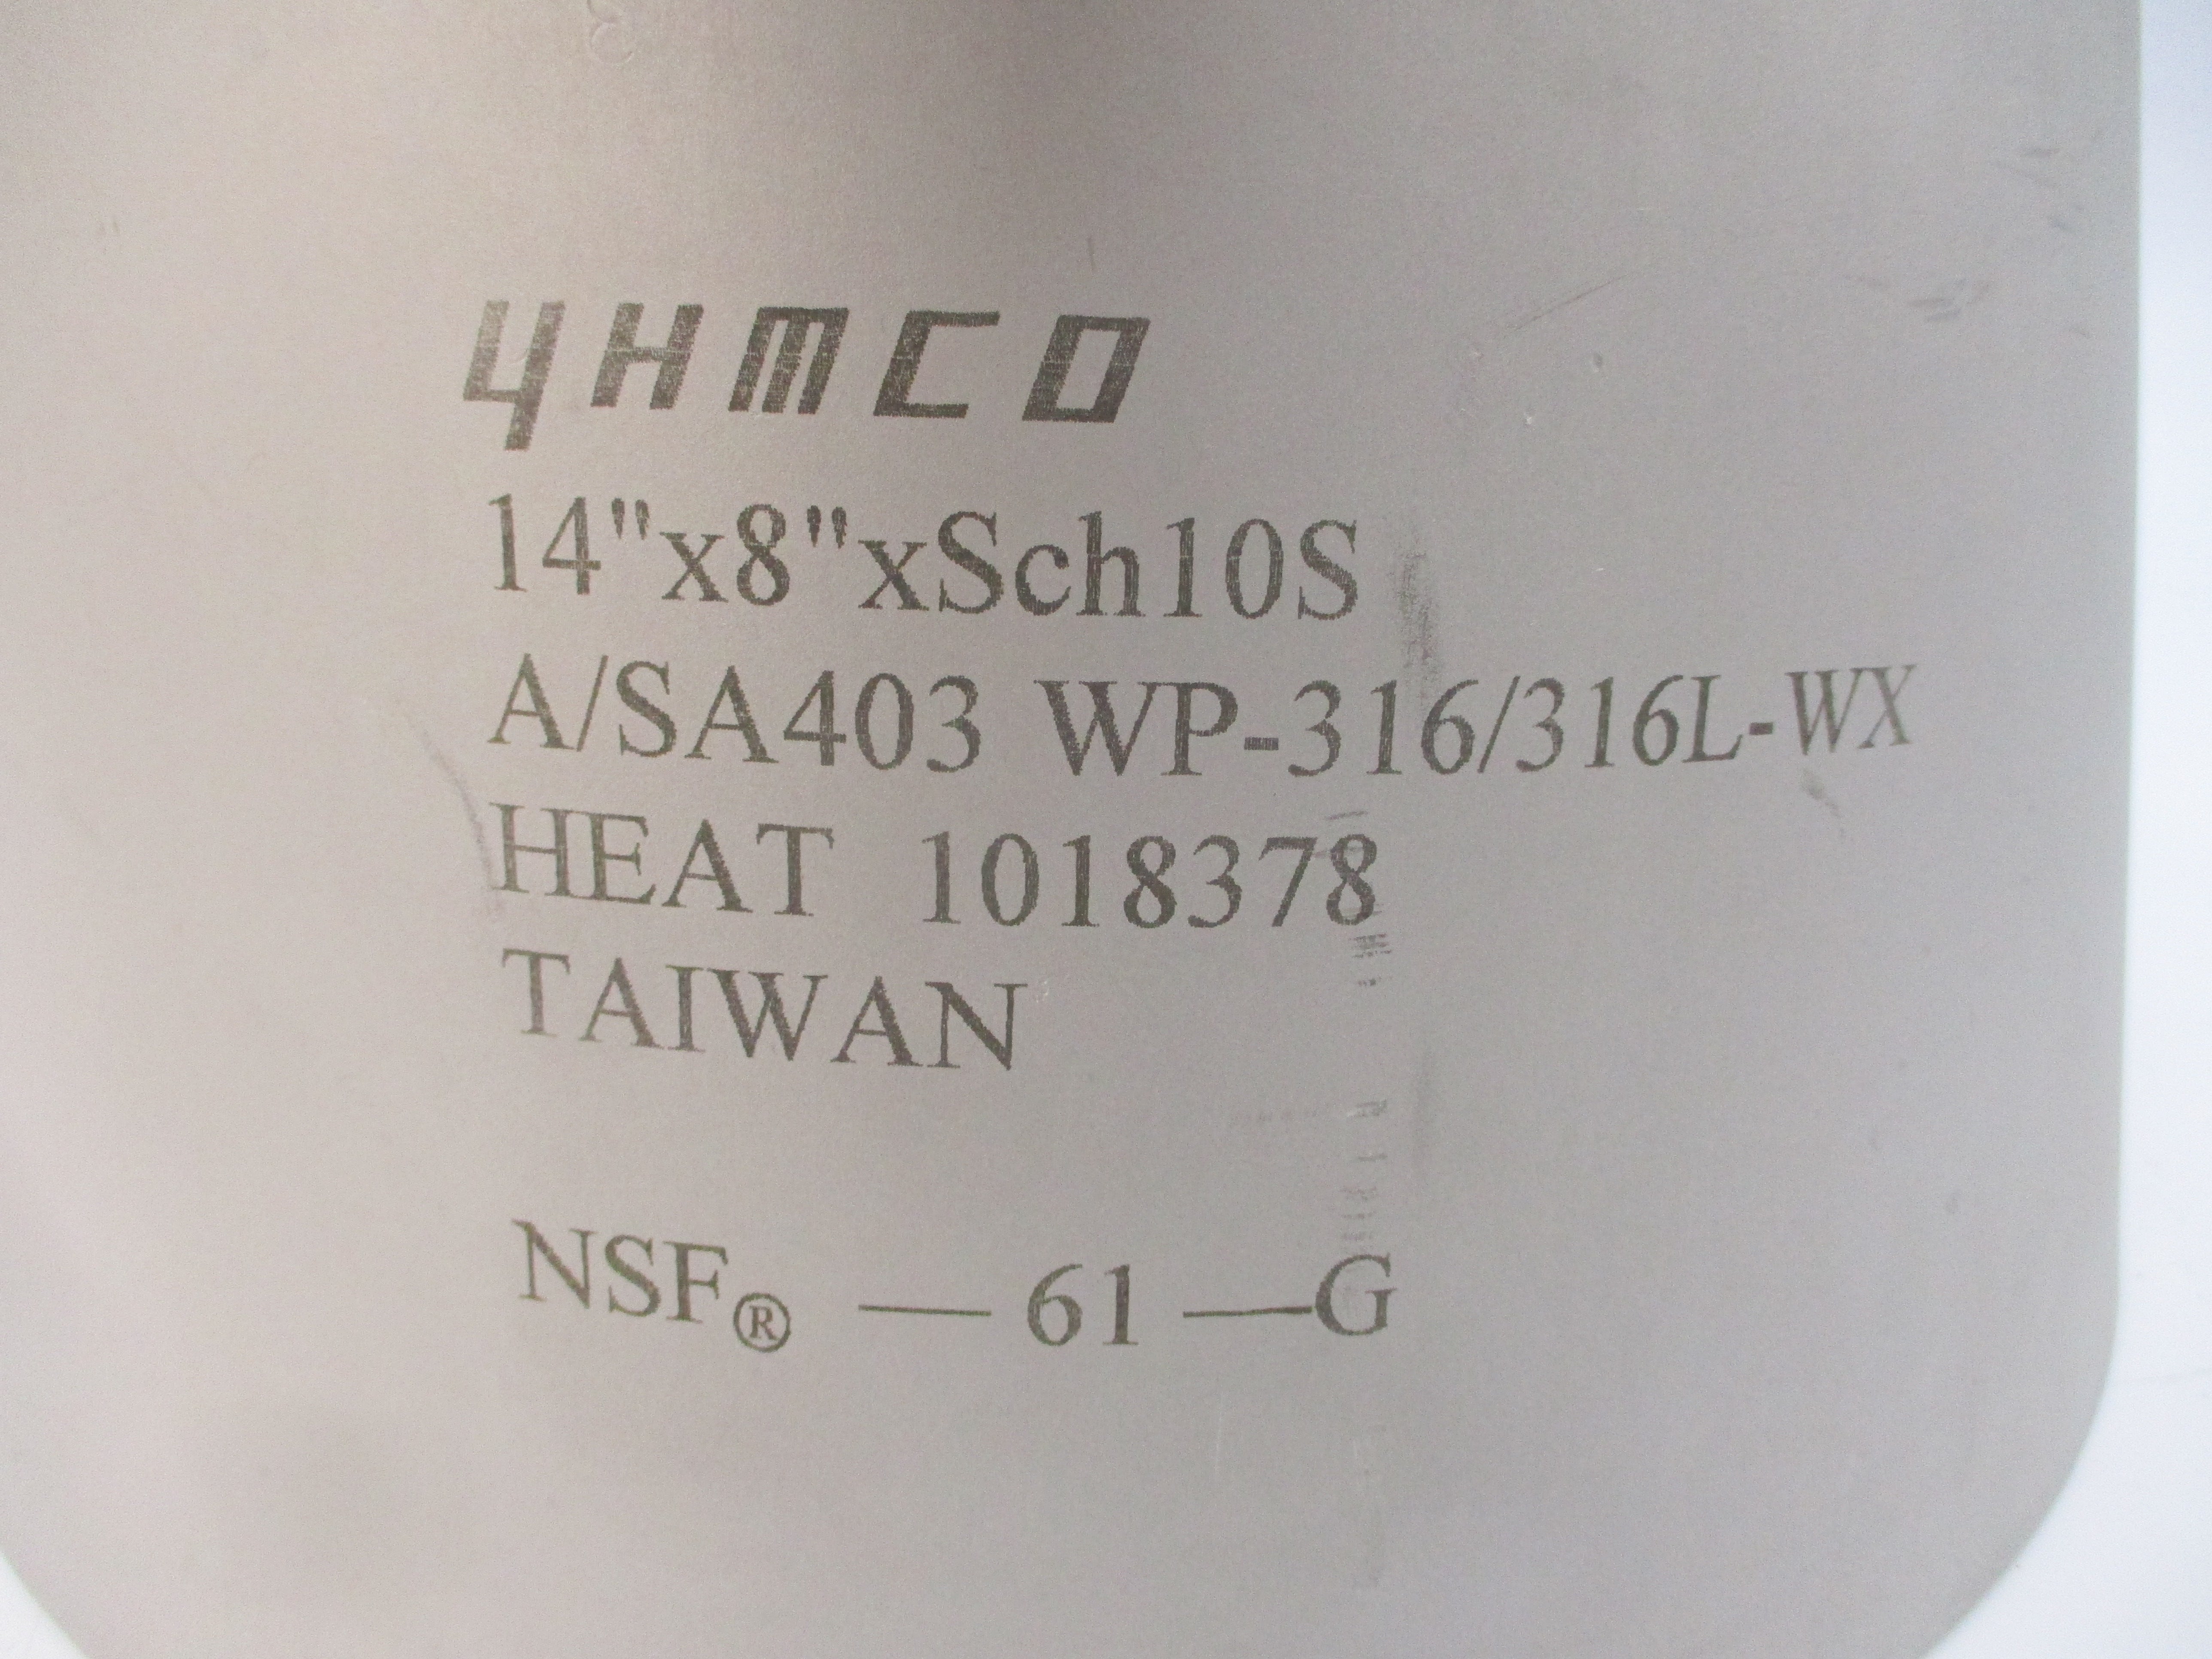 YHMCO
14"x8"xSch10S
A/SA403 WP-316/316L-WX
HEAT 1018378
TAIWAN
NSF® — 61 —G